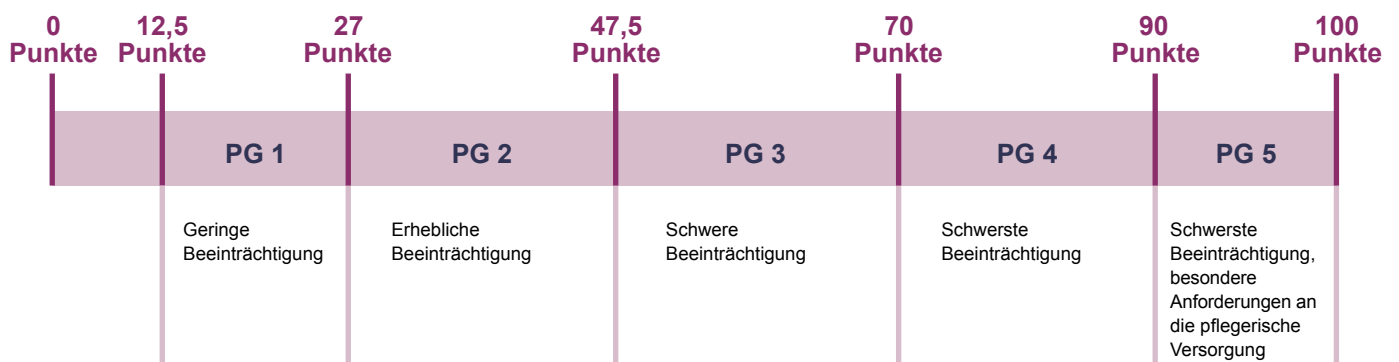 0
Punkte
12,5
Punkte
27
Punkte
47,5
Punkte
70
Punkte
90
Punkte
100
Punkte
PG 1
PG 2
PG 3
PG 4
PG 5
Geringe
Beeinträchtigung
Erhebliche
Beeinträchtigung
Schwere
Beeinträchtigung
Schwerste
Beeinträchtigung
Schwerste
Beeinträchtigung,
besondere
Anforderungen an
die pflegerische
Versorgung